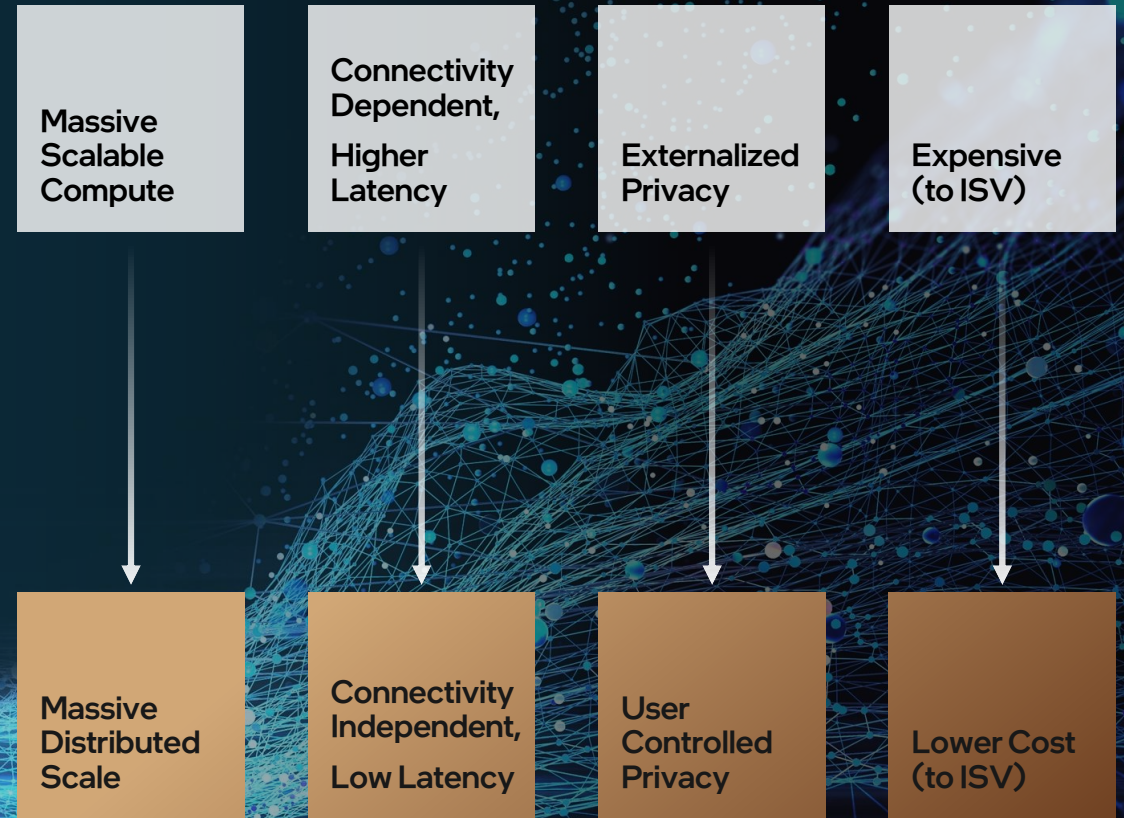 Massive
Scalable
Compute
Connectivity
Dependent,
Higher
Latency
Externalized
Privacy
Expensive
(to ISV)
Massive
Distributed
Scale
Connectivity
Independent,
Low Latency
User
Controlled
Privacy
Lower Cost
(to ISV)